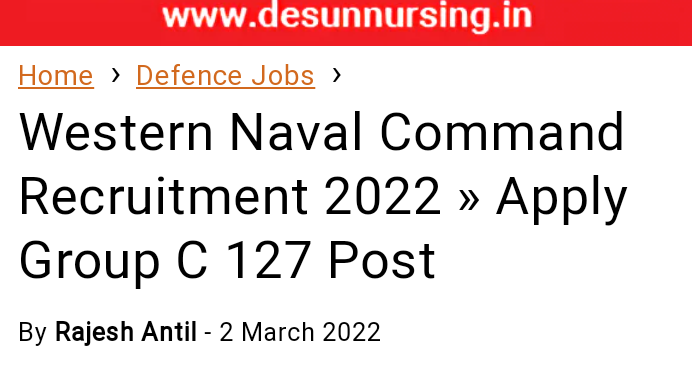 www.desunnursing.in
Home › Defence Jobs ›
Western Naval Command
Recruitment 2022 » Apply
Group C 127 Post
By Rajesh Antil - 2 March 2022